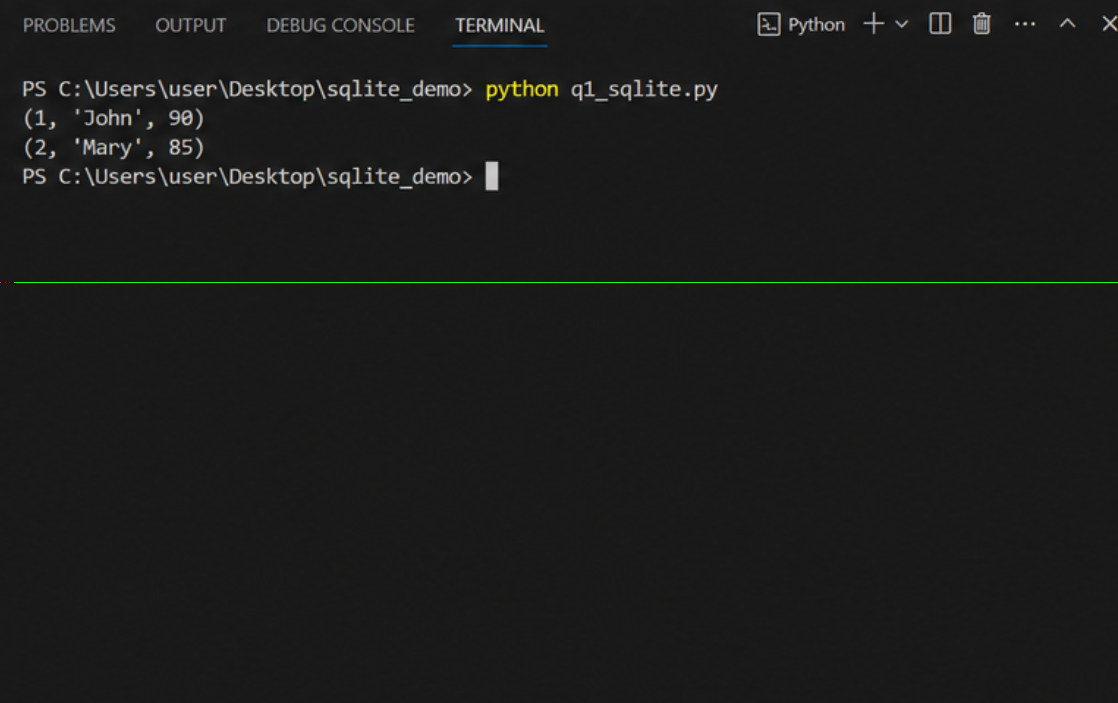 PROBLEMS OUTPUT DEBUG CONSOLE TERMINAL Python
PS C:\Users\user\Desktop\sqlite_demo> python q1_sqlite.py
(1, 'John', 90)
(2, 'Mary', 85)
PS C:\Users\user\Desktop\sqlite_demo>